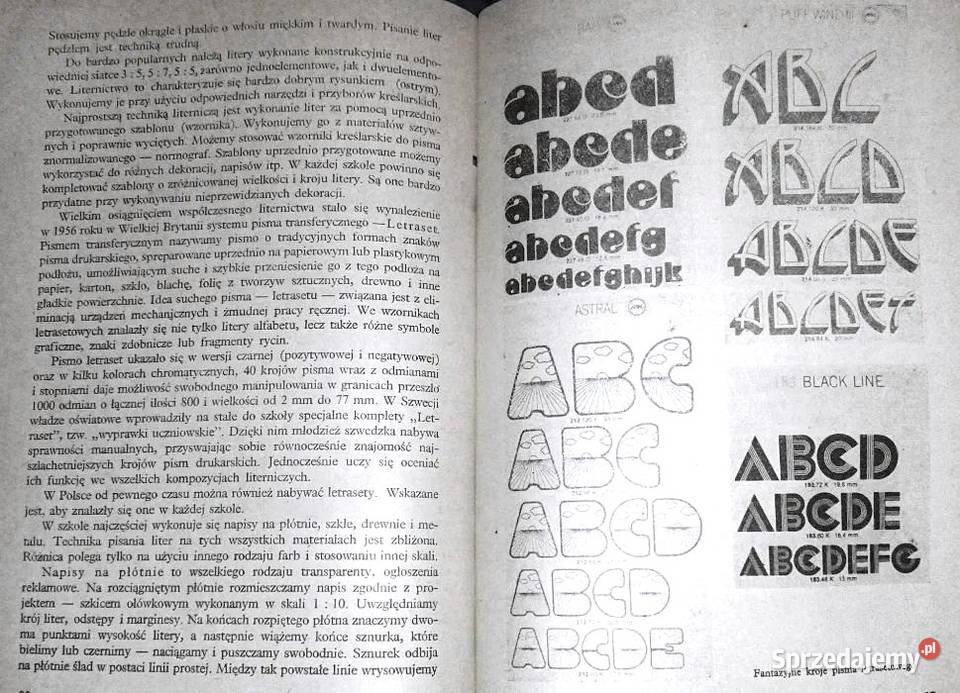 Stosujemy pędzle okrągłe i płaskie o włosiu miękkim i twardym. Pisanie liter
pędzlem jest techniką trudną.
Do bardzo popularnych należą litery wykonane konstrukcyjnie na odpo-
wiedniej siatce 3 : 5, 5 : 7, 5 : 5, zarówno jednoelementowe, jak i dwuelemento-
we. Liternictwo to charakteryzuje się bardzo dobrym rysunkiem (ostrym).
Wykonujemy je przy użyciu odpowiednich narzędzi i przyborów kreślarskich.
Najprostszą techniką literniczą jest wykonanie liter za pomocą uprzednio
przygotowanego szablonu (wzornika). Wykonujemy go z materiałów sztyw-
nych i poprawnie wyciętych. Możemy stosować wzorniki kreślarskie do pisma
znormalizowanego — normograf. Szablony uprzednio przygotowane możemy
wykorzystać do różnych dekoracji, napisów itp. W każdej szkole powinno się
kompletować szablony o zróżnicowanej wielkości i kroju litery. Są one bardzo
przydatne przy wykonywaniu nieprzewidzianych dekoracji.
Wielkim osiągnięciem współczesnego liternictwa stało się wynalezienie
w 1956 roku w Wielkiej Brytanii systemu pisma transferycznego — Letraset.
Pismem transferycznym nazywamy pismo o tradycyjnych formach znaków
pisma drukarskiego, spreparowane uprzednio na papierowym lub plastykowym
podłożu, umożliwiającym suche i szybkie przeniesienie go z tego podłoża na
papier, karton, szkło, blachę, folię z tworzyw sztucznych, drewno i inne
gładkie powierzchnie. Idea suchego pisma — letrasetu — związana jest z eli-
minacją urządzeń mechanicznych i żmudnej pracy ręcznej. We wzornikach
letrasetowych znalazły się nie tylko litery alfabetu, lecz także różne symbole
graficzne, znaki zdobnicze lub fragmenty rycin.
Pismo letraset ukazało się w wersji czarnej (pozytywowej i negatywowej)
oraz w kilku kolorach chromatycznych, 40 krojów pisma wraz z odmianami
i stopniami daje możliwość swobodnego manipulowania w granicach przeszło
1000 odmian o łącznej ilości 800 i wielkości od 2 mm do 77 mm. W Szwecji
władze oświatowe wprowadziły na stałe do szkoły specjalne komplety „Let-
raset”, tzw. „wyprawki uczniowskie”. Dzięki nim młodzież szwedzka nabywa
sprawności manualnych, przyswajając sobie równocześnie znajomość naj-
szlachetniejszych krojów pism drukarskich. Jednocześnie uczy się oceniać
ich funkcję we wszelkich kompozycjach literniczych.
W Polsce od pewnego czasu można również nabywać letrasety. Wskazane
jest, aby znalazły się one w każdej szkole.
W szkole najczęściej wykonuje się napisy na płótnie, szkle, drewnie i me-
talu. Technika pisania liter na tych wszystkich materiałach jest zbliżona.
Różnica polega tylko na użyciu innego rodzaju farb i stosowaniu innej skali.
Napisy na płótnie to wszelkiego rodzaju transparenty, ogłoszenia
reklamowe. Na rozciągniętym płótnie rozmieszczamy napis zgodnie z pro-
jektem — szkicem ołówkowym wykonanym w skali 1 : 10. Uwzględniamy
krój liter, odstępy i marginesy. Na końcach rozpiętego płótna znaczymy dwo-
ma punktami wysokość litery, a następnie wiążemy końce sznurka, które
bielimy lub czernimy — naciągamy i puszczamy swobodnie. Sznurek odbija
na płótnie ślad w postaci linii prostej. Między tak powstałe linie wrysowujemy
abcd
abcde
abcdef
abcdefg
abcdefghijk
ASTRAL
ABC
ABC
ABCD
ABCD
ABCDE
ABC
ABCD
ABCDE
ABCDEF
BLACK LINE
ABCD
183.72 K 19,6 mm
ABCDE
183.60 K 16,4 mm
ABCDEFG
183.48 K 13 mm
Fantazyjne kroje pisma
Sprzedajemy.pl